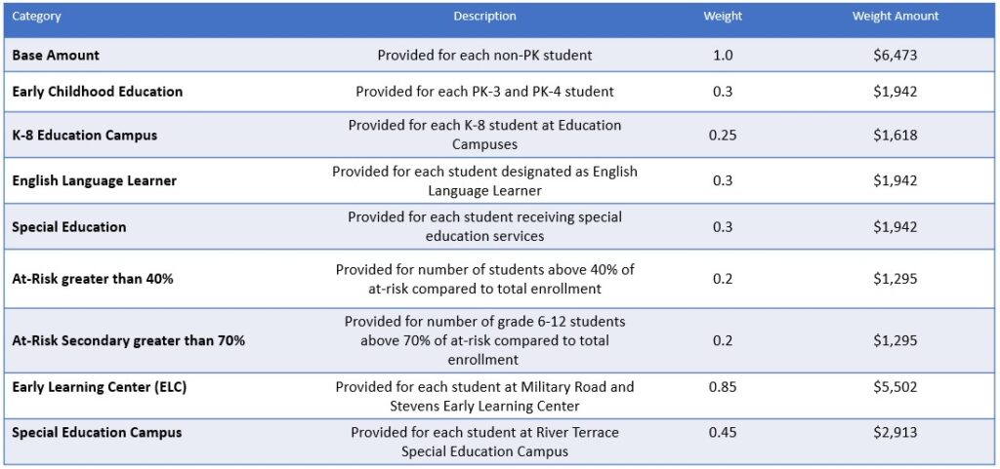 Category Description Weight Weight Amount
Base Amount Provided for each non-PK student 1.0 $6,473
Early Childhood Education Provided for each PK-3 and PK-4 student 0.3 $1,942
K-8 Education Campus Provided for each K-8 student at Education
Campuses 0.25 $1,618
English Language Learner Provided for each student designated as English
Language Learner 0.3 $1,942
Special Education Provided for each student receiving special
education services 0.3 $1,942
At-Risk greater than 40% Provided for number of students above 40% of
at-risk compared to total enrollment 0.2 $1,295
At-Risk Secondary greater than 70% Provided for number of grade 6-12 students
above 70% of at-risk compared to total
enrollment 0.2 $1,295
Early Learning Center (ELC) Provided for each student at Military Road and
Stevens Early Learning Center 0.85 $5,502
Special Education Campus Provided for each student at River Terrace
Special Education Campus 0.45 $2,913